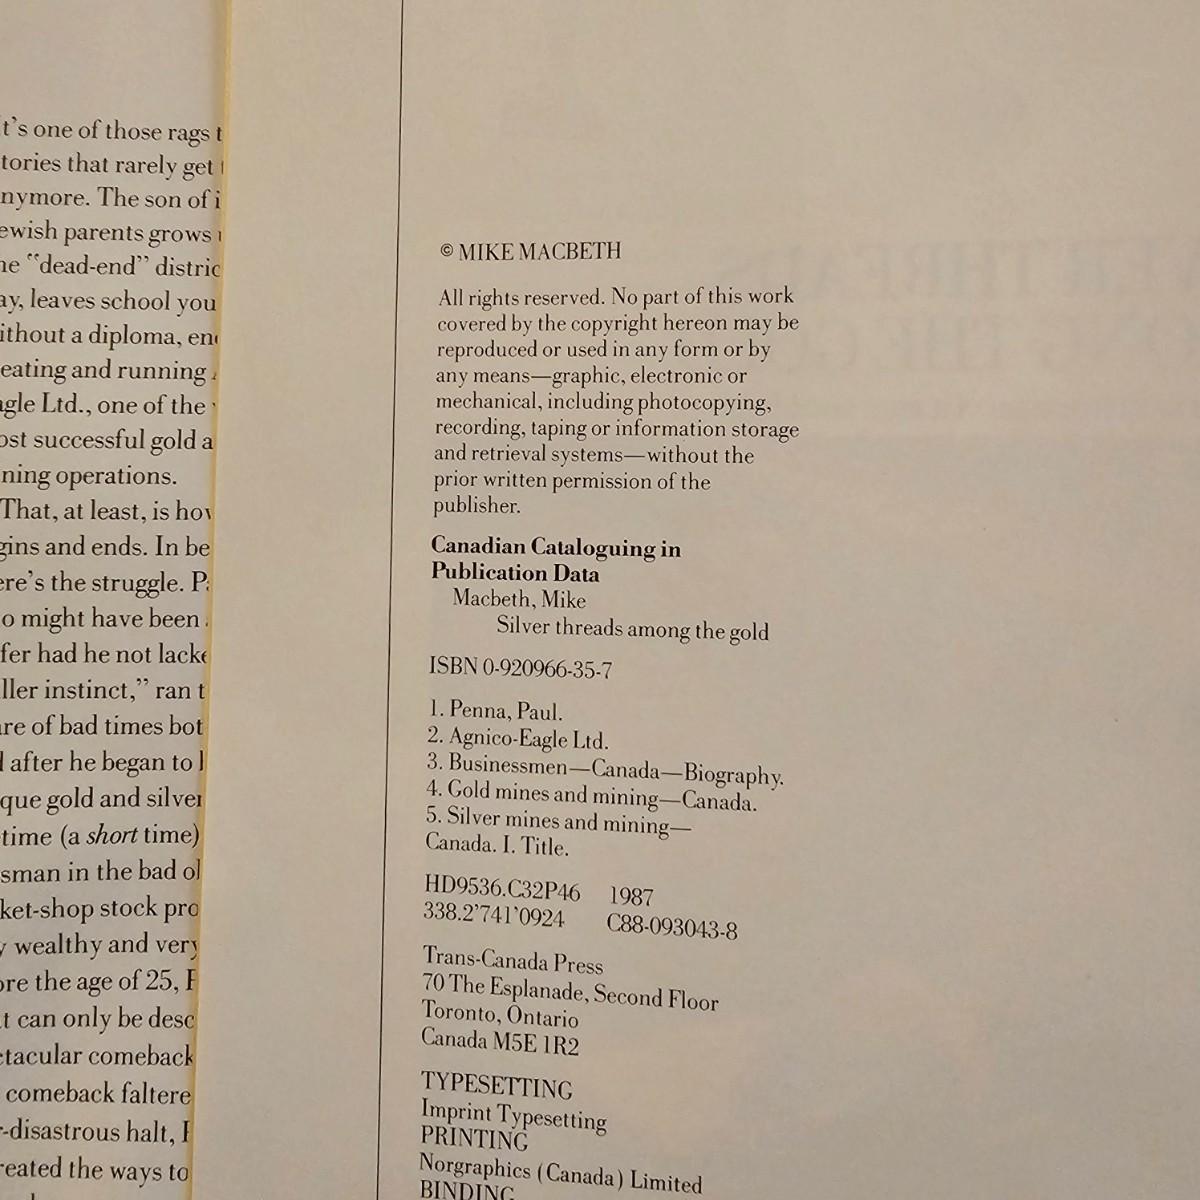 t's one of those rags
tories that rarely get
nymore. The son of
ewish parents grows
"dead-end"
ay, leaves school you
ithout a diploma,
eating and running
Ltd., one of the
ost successful gold a
ning operations.
That, at least, is
gins and ends. In be
ere's the struggle.
o might have been
fer had he not
ller instinct," ran t
are of bad times bot
after he began to
que gold and silver
time (a short time)
sman in the bad ol
ket-shop stock pro
wealthy and very
ore the age of 25,
t can only be desc
ctacular comeback
comeback faltere
-disastrous halt,
reated the ways to
© MIKE MACBETH
All rights reserved. No part of this work
covered by the copyright hereon may be
reproduced or used in any form or by
any means—graphic, electronic or
mechanical, including photocopying,
recording, taping or information storage
and retrieval systems—without the
prior written permission of the
publisher.
Canadian Cataloguing in
Publication Data
Macbeth, Mike
Silver threads among the gold
ISBN 0-920966-35-7
1. Penna, Paul.
2. Agnico-Eagle Ltd.
3. Businessmen—Canada—Biography.
4. Gold mines and mining—Canada.
5. Silver mines and mining—
Canada. I. Title.
HD9536.C32P46 1987
338.2'741'0924 C88-093043-8
Trans-Canada Press
70 The Esplanade, Second Floor
Toronto, Ontario
Canada M5E 1R2
TYPESETTING
Imprint Typesetting
PRINTING
Norgraphics (Canada) Limited
BINDING